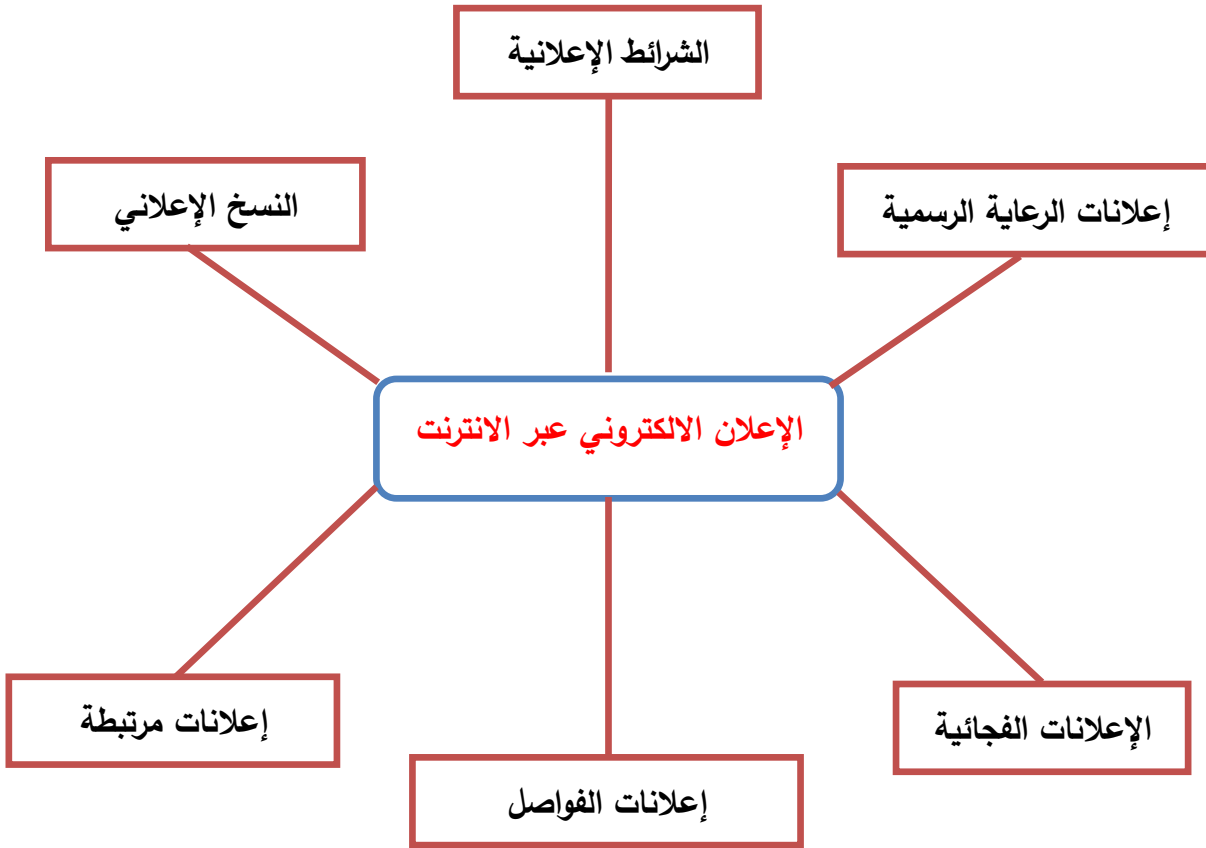 الشرائط الإعلانية
إعلانات الرعاية الرسمية
النسخ الإعلاني
الإعلان الالكتروني عبر الانترنت
الإعلانات الفجائية
إعلانات مرتبطة
إعلانات الفواصل